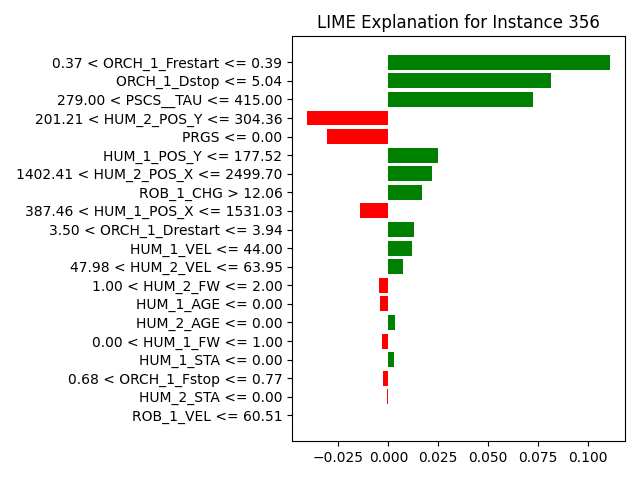 LIME Explanation for Instance 356
0.37 < ORCH_1_Frestart <= 0.39
ORCH_1_Dstop <= 5.04
279.00 < PSCS__TAU <= 415.00
201.21 < HUM_2_POS_Y <= 304.36
PRGS <= 0.00
HUM_1_POS_Y <= 177.52
1402.41 < HUM_2_POS_X <= 2499.70
ROB_1_CHG > 12.06
387.46 < HUM_1_POS_X <= 1531.03
3.50 < ORCH_1_Drestart <= 3.94
HUM_1_VEL <= 44.00
47.98 < HUM_2_VEL <= 63.95
1.00 < HUM_2_FW <= 2.00
HUM_1_AGE <= 0.00
HUM_2_AGE <= 0.00
0.00 < HUM_1_FW <= 1.00
HUM_1_STA <= 0.00
0.68 < ORCH_1_Fstop <= 0.77
HUM_2_STA <= 0.00
ROB_1_VEL <= 60.51
−0.025 0.000 0.025 0.050 0.075 0.100